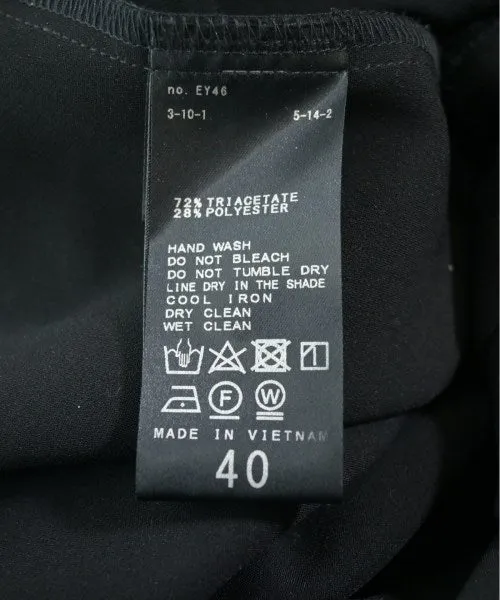 no. EY46
3-10-1 5-14-2
72% TRIACETATE
28% POLYESTER
HAND WASH
DO NOT BLEACH
DO NOT TUMBLE DRY
LINE DRY IN THE SHADE
COOL IRON
DRY CLEAN
WET CLEAN
F W
MADE IN VIETNAM
40